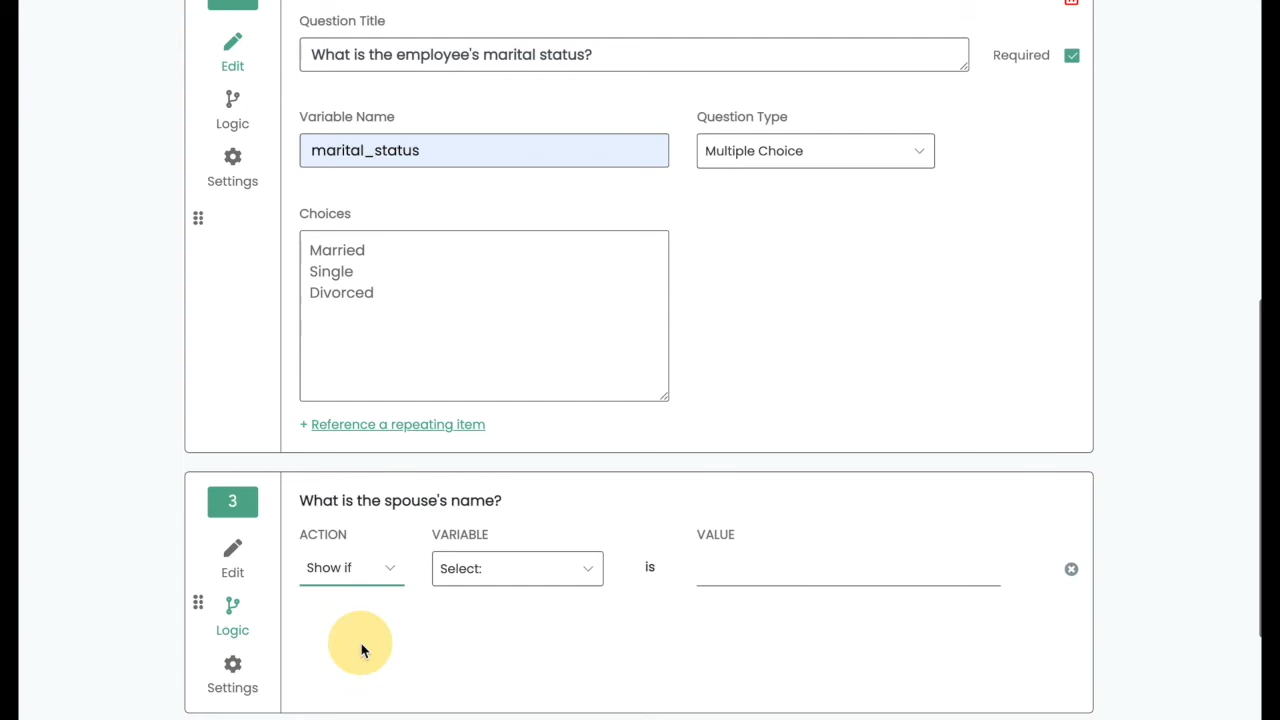 Question Title
What is the employee's marital status?
Required
Edit
Logic
Settings
Variable Name
Question Type
marital_status
Multiple Choice
Choices
Married
Single
Divorced
+ Reference a repeating item
3
What is the spouse's name?
ACTION
VARIABLE
VALUE
Show if
Select:
is
Edit
Logic
Settings